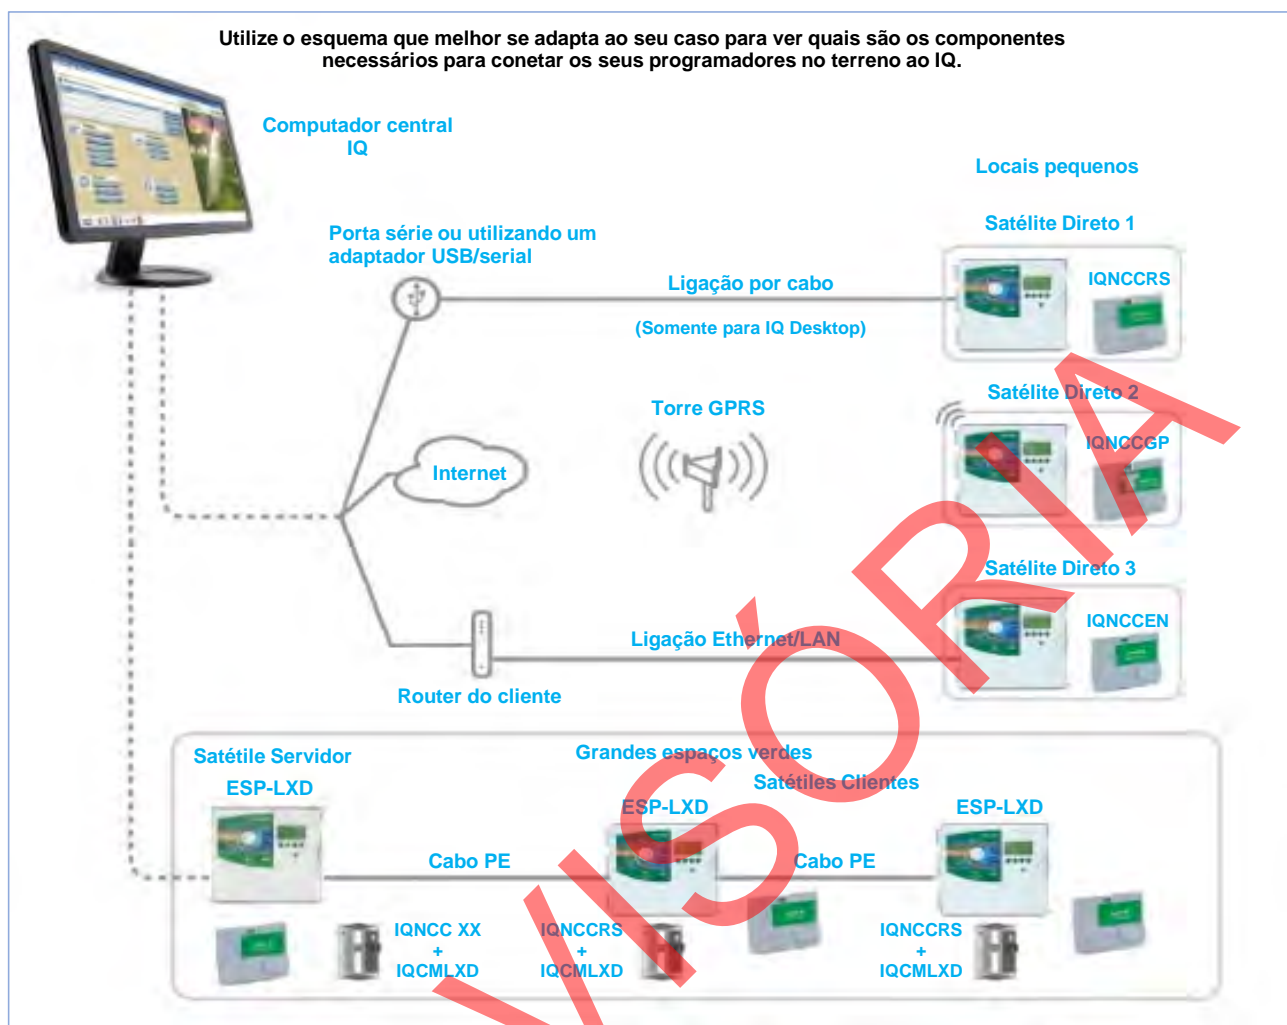 Utilize o esquema que melhor se adapta ao seu caso para ver quais são os componentes
necessários para conetar os seus programadores no terreno ao IQ.
Computador central
IQ
Locais pequenos
Porta série ou utilizando um
adaptador USB/serial
Satélite Direto 1
Ligação por cabo
IQNCCRS
(Somente para IQ Desktop)
Torre GPRS
Satélite Direto 2
IQNCCGP
Internet
Satélite Direto 3
IQNCCEN
Ligação Ethernet/LAN
Router do cliente
Satétile Servidor
Grandes espaços verdes
ESP-LXD
Satétiles Clientes
ESP-LXD
ESP-LXD
Cabo PE
Cabo PE
IQNCC XX
+
IQCMLXD
IQNCCRS
+
IQCMLXD
IQNCCRS
+
IQCMLXD
VISÓRIA